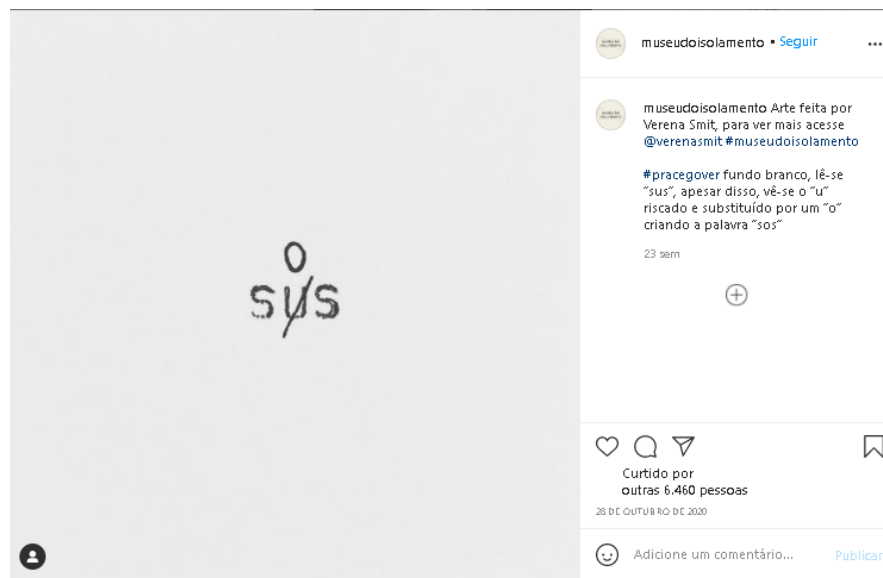 o
sus
museudoisolamento • Seguir
museudoisolamento Arte feita por
Verena Smit, para ver mais acesse
@verenasmit #museudoisolamento
#pracegover fundo branco, lê-se
"sus", apesar disso, vê-se o "u"
riscado e substituído por um "o"
criando a palavra "sos"
23 sem
Curtido por
outras 6.460 pessoas
28 DE OUTUBRO DE 2020
Adicione um comentário...
Publicar